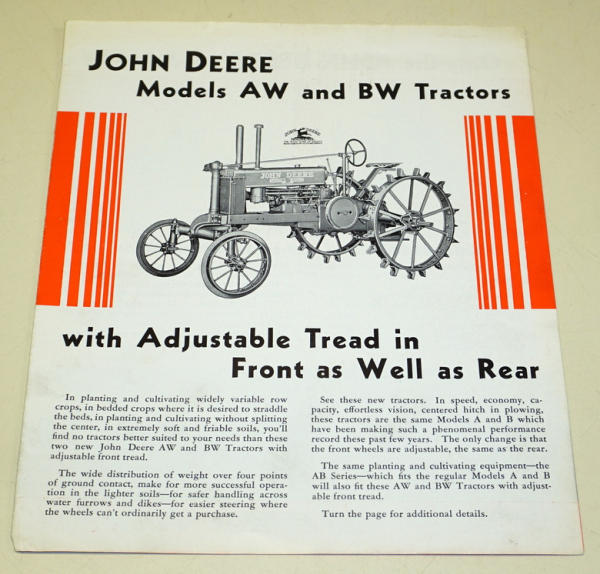 JOHN DEERE
Models AW and BW Tractors
JOHN DEERE
JOHN DEERE
with Adjustable Tread in
Front as Well as Rear
In planting and cultivating widely variable row
crops, in bedded crops where it is desired to straddle
the beds, in planting and cultivating without splitting
the center, in extremely soft and friable soils, you'll
find no tractors better suited to your needs than these
two new John Deere AW and BW Tractors with
adjustable front tread.
The wide distribution of weight over four points
of ground contact, make for more successful opera-
tion in the lighter soils—for safer handling across
water furrows and dikes—for easier steering where
the wheels can't ordinarily get a purchase.
See these new tractors. In speed, economy, ca-
pacity, effortless vision, centered hitch in plowing,
these tractors are the same Models A and B which
have been making such a phenomenal performance
record these past few years. The only change is that
the front wheels are adjustable, the same as the rear.
The same planting and cultivating equipment—the
AB Series—which fits the regular Models A and B
will also fit these AW and BW Tractors with adjust-
able front tread.
Turn the page for additional details.